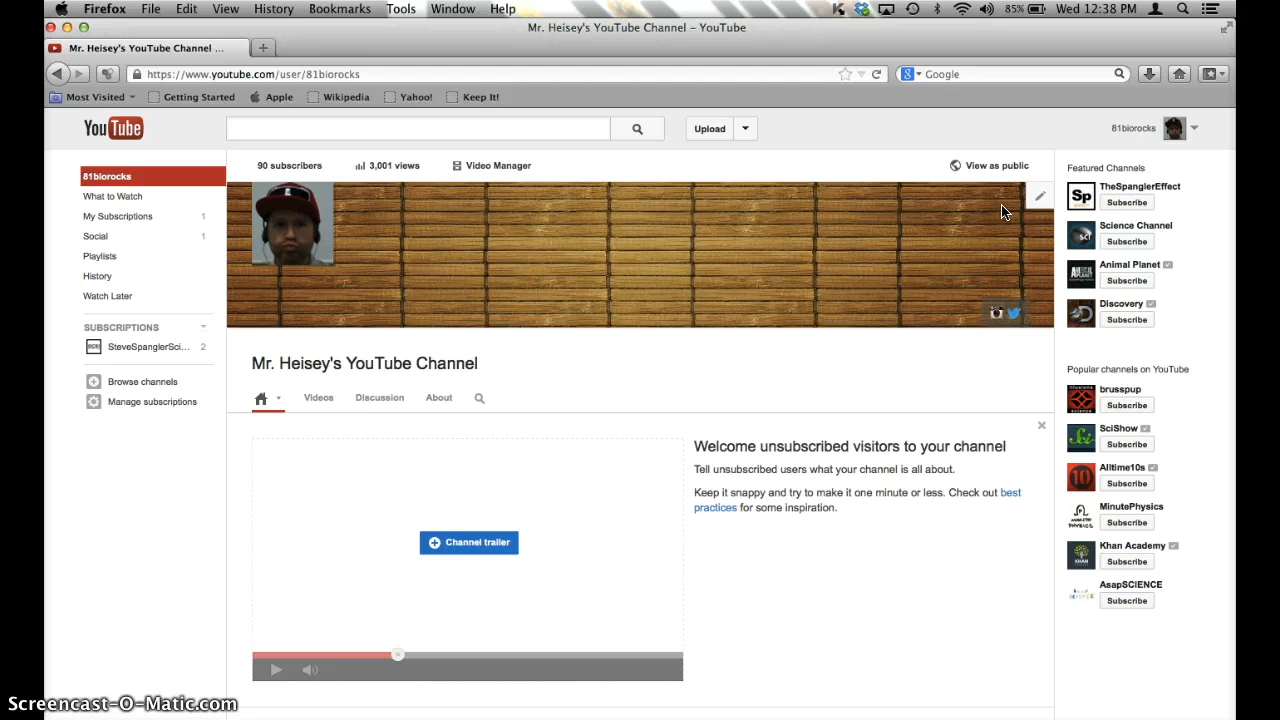 Firefox File Edit View History Bookmarks Tools Window Help 85% Wed 12:38 PM
Mr. Heisey's YouTube Channel – YouTube
Mr. Heisey's YouTube Channel ...
https://www.youtube.com/user/81biorocks
Google
Most Visited Getting Started Apple Wikipedia Yahoo! Keep It!
YouTube
Upload
81biorocks
81biorocks
What to Watch
My Subscriptions 1
Social 1
Playlists
History
Watch Later
SUBSCRIPTIONS
SteveSpanglerSci... 2
Browse channels
Manage subscriptions
90 subscribers 3,001 views Video Manager View as public
Mr. Heisey's YouTube Channel
Videos Discussion About
Channel trailer
Welcome unsubscribed visitors to your channel
Tell unsubscribed users what your channel is all about.
Keep it snappy and try to make it one minute or less. Check out best
practices for some inspiration.
Featured Channels
Sp
TheSpanglerEffect
Subscribe
SCI
Science Channel
Subscribe
Animal Planet
Subscribe
Discovery
Subscribe
Popular channels on YouTube
brusspup
Subscribe
Sci
SciShow
Subscribe
10
Alltime10s
Subscribe
MinutePhysics
Subscribe
KHAN
Khan Academy
Subscribe
AsapSCIENCE
Subscribe
Screencast-O-Matic.com